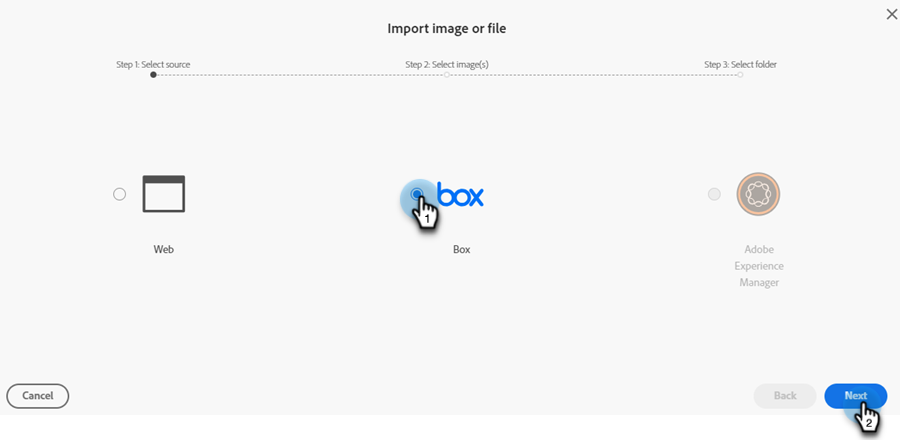 Import image or file
Step 1: Select source
Step 2: Select image(s)
Step 3: Select folder
box
1
Web
Box
Adobe
Experience
Manager
Cancel
Back
Next
2